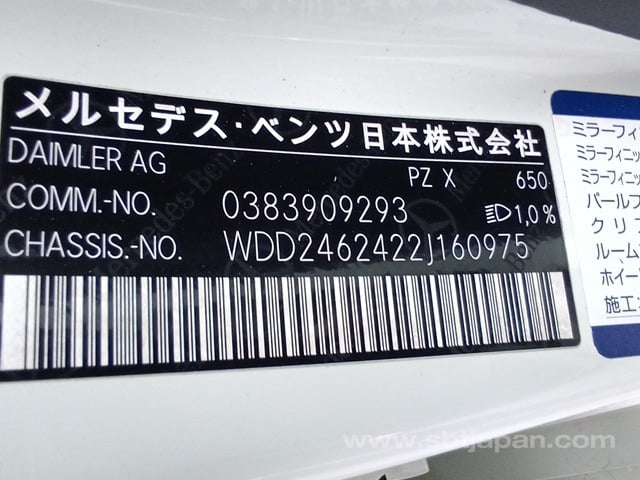 メルセデス・ベンツ日本株式会社
DAIMLER AG PZ X 650
COMM.-NO. 0383909293 1,0%
CHASSIS.-NO. WDD2462422J160975
ミラーフィ
ミラーフィニッ
ミラーフィニッ
パールフ
クリア
ルーム
ホイー
施工
www.sbijapan.com